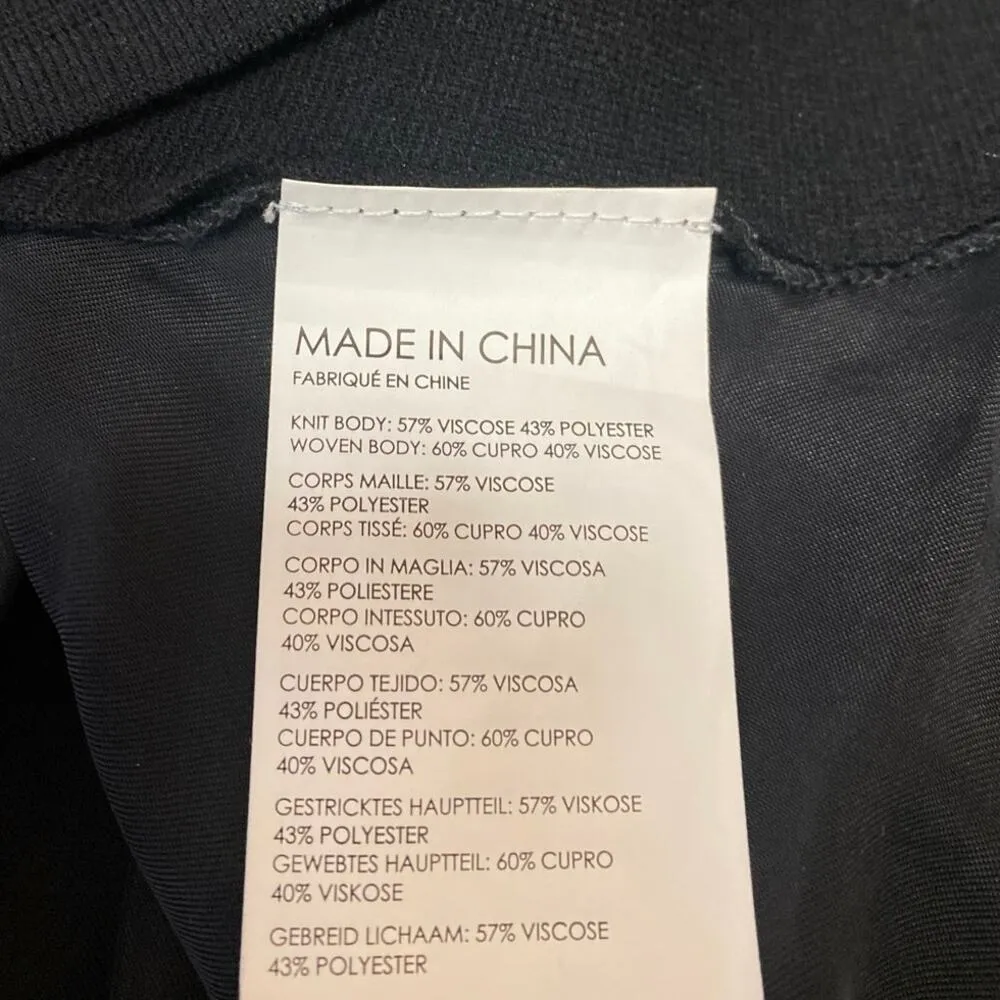 MADE IN CHINA
FABRIQUÉ EN CHINE
KNIT BODY: 57% VISCOSE 43% POLYESTER
WOVEN BODY: 60% CUPRO 40% VISCOSE
CORPS MAILLE: 57% VISCOSE
43% POLYESTER
CORPS TISSÉ: 60% CUPRO 40% VISCOSE
CORPO IN MAGLIA: 57% VISCOSA
43% POLIESTERE
CORPO INTESSUTO: 60% CUPRO
40% VISCOSA
CUERPO TEJIDO: 57% VISCOSA
43% POLIÉSTER
CUERPO DE PUNTO: 60% CUPRO
40% VISCOSA
GESTRICKTES HAUPTTEIL: 57% VISKOSE
43% POLYESTER
GEWEBTES HAUPTTEIL: 60% CUPRO
40% VISKOSE
GEBREID LICHAAM: 57% VISCOSE
43% POLYESTER